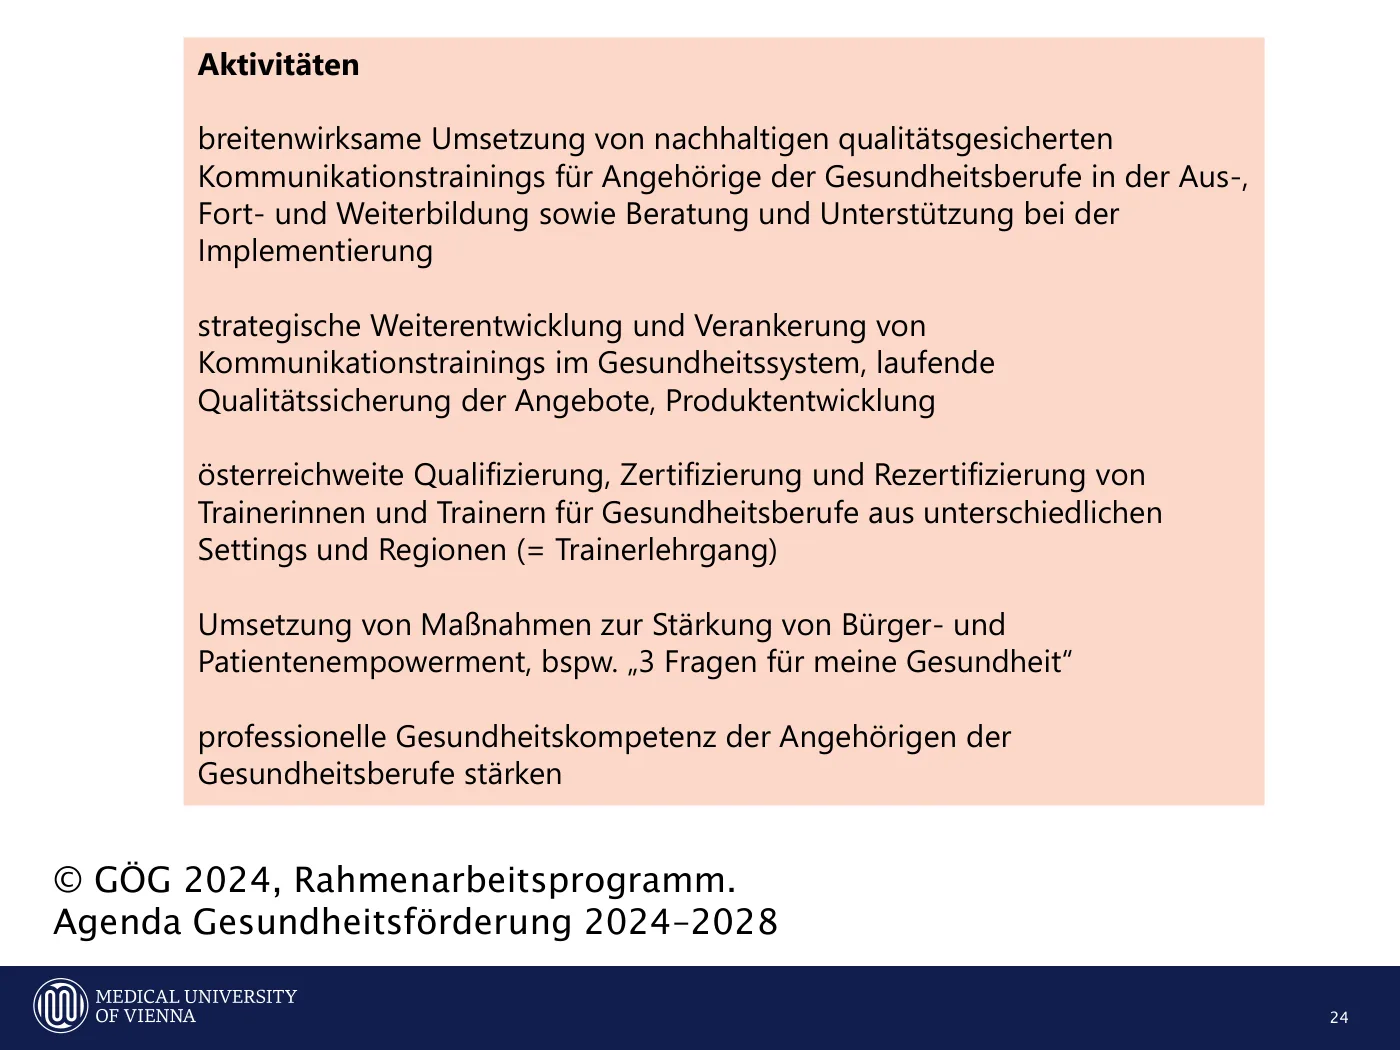 Aktivitäten
breitenwirksame Umsetzung von nachhaltigen qualitätsgesicherten
Kommunikationstrainings für Angehörige der Gesundheitsberufe in der Aus-,
Fort- und Weiterbildung sowie Beratung und Unterstützung bei der
Implementierung
strategische Weiterentwicklung und Verankerung von
Kommunikationstrainings im Gesundheitssystem, laufende
Qualitätssicherung der Angebote, Produktentwicklung
österreichweite Qualifizierung, Zertifizierung und Rezertifizierung von
Trainerinnen und Trainern für Gesundheitsberufe aus unterschiedlichen
Settings und Regionen (= Trainerlehrgang)
Umsetzung von Maßnahmen zur Stärkung von Bürger- und
Patientenempowerment, bspw. „3 Fragen für meine Gesundheit“
professionelle Gesundheitskompetenz der Angehörigen der
Gesundheitsberufe stärken
© GÖG 2024, Rahmenarbeitsprogramm.
Agenda Gesundheitsförderung 2024–2028
MEDICAL UNIVERSITY
OF VIENNA
24